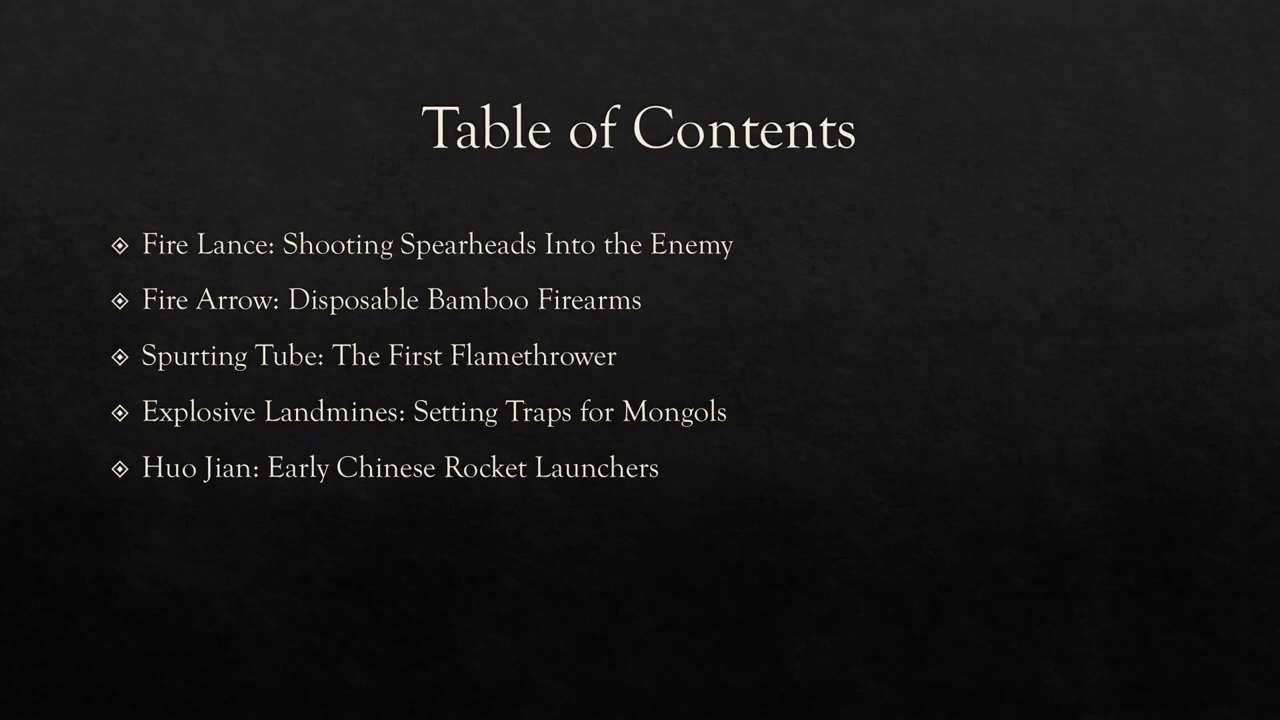 Table of Contents
Fire Lance: Shooting Spearheads Into the Enemy
Fire Arrow: Disposable Bamboo Firearms
Spurting Tube: The First Flamethrower
Explosive Landmines: Setting Traps for Mongols
Huo Jian: Early Chinese Rocket Launchers